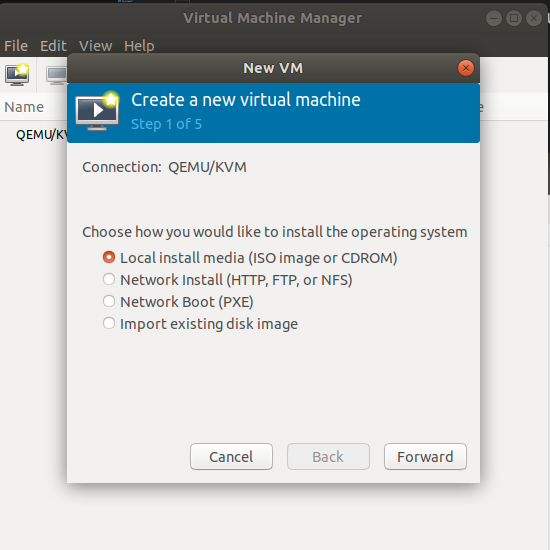 Virtual Machine Manager
File Edit View Help
New VM
Create a new virtual machine
Step 1 of 5
Name
QEMU/KV
Connection: QEMU/KVM
Choose how you would like to install the operating system
Local install media (ISO image or CDROM)
Network Install (HTTP, FTP, or NFS)
Network Boot (PXE)
Import existing disk image
Cancel Back Forward